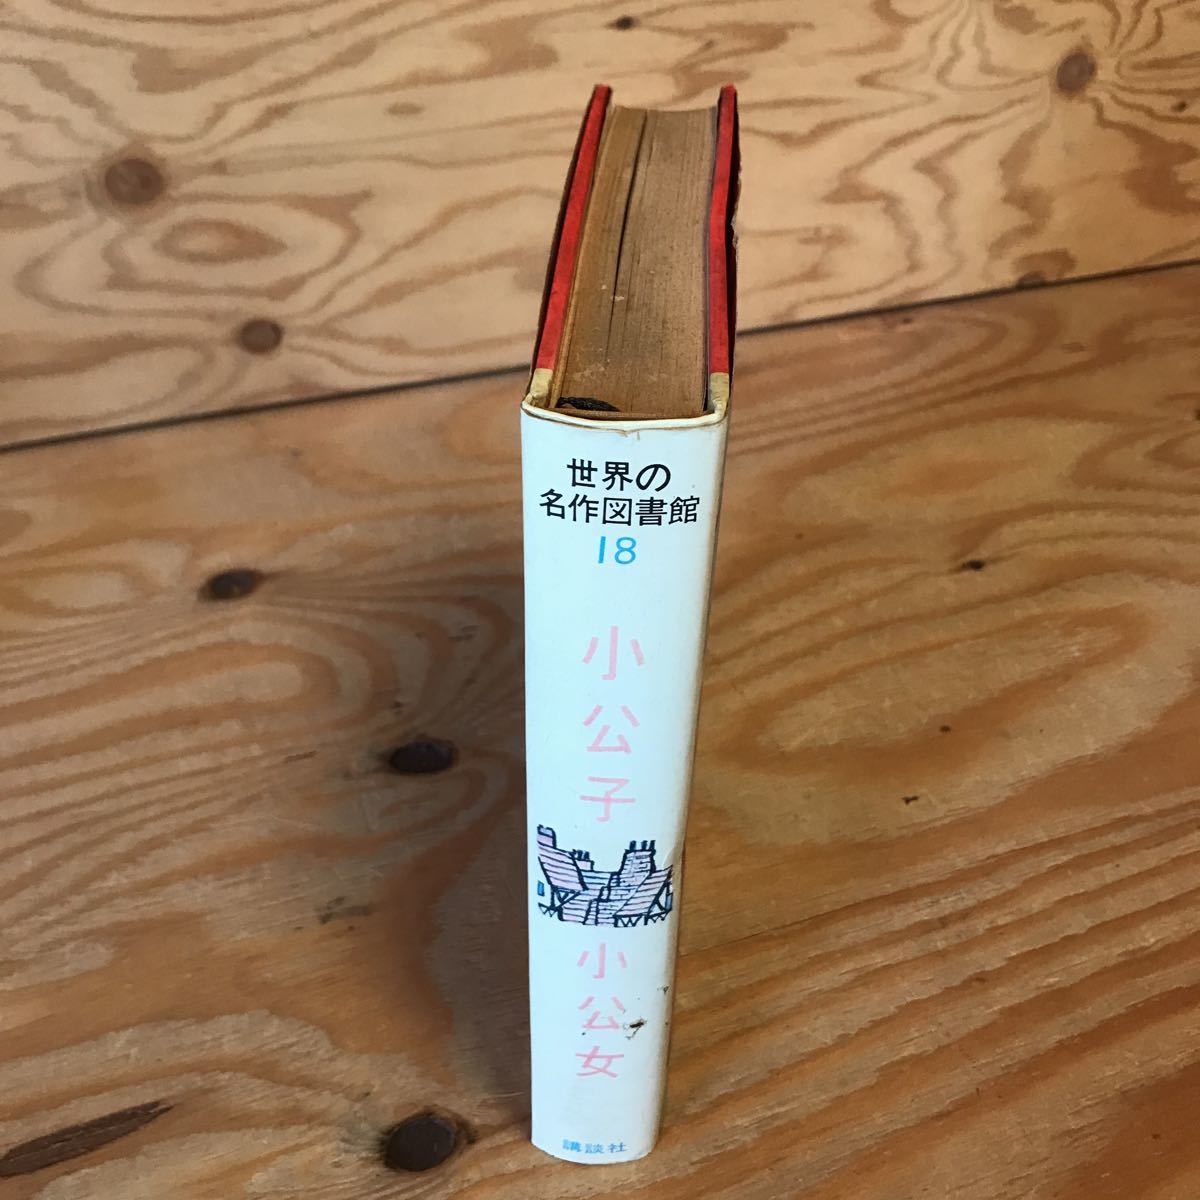 世界の
名作図書館
18
小公子
小公女
講談社